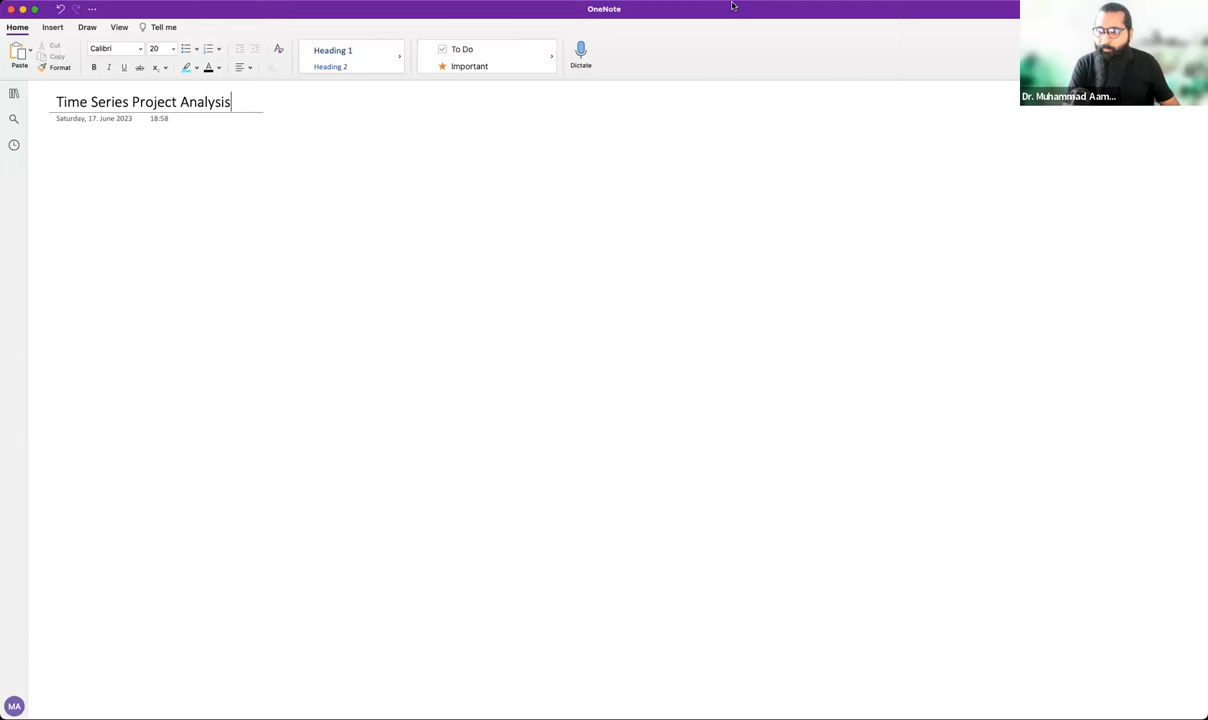 OneNote
Home Insert Draw View Tell me
Paste
Cut
Copy
Format
Calibri 20
B I U ab x A
Heading 1
Heading 2
To Do
Important
Dictate
Dr. Muhammad Aam...
Time Series Project Analysis
Saturday, 17. June 2023 18:58
MA